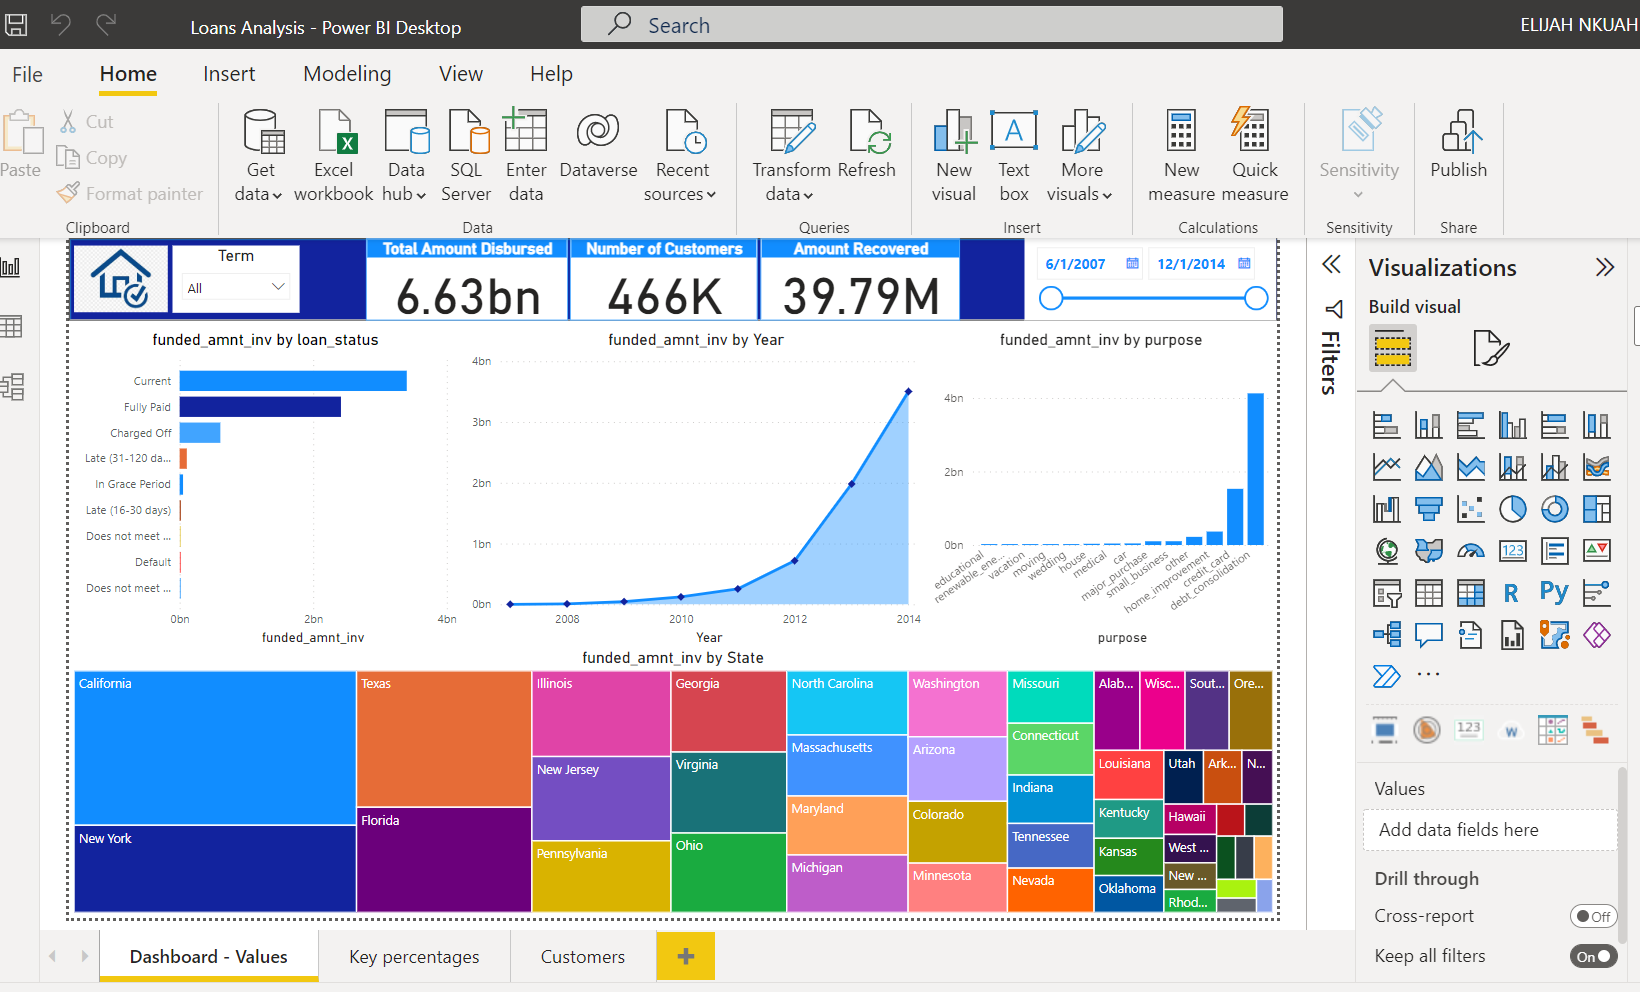 Loans Analysis - Power BI Desktop
Search
ELIJAH NKUAH
File
Home
Insert
Modeling
View
Help
Paste
Cut
Copy
Format painter
Clipboard
Get data
Excel workbook
Data hub
SQL Server
Enter data
Dataverse
Recent sources
Data
Transform data
Refresh
Queries
New visual
A
Text box
More visuals
Insert
New measure
Quick measure
Calculations
Sensitivity
Sensitivity
Publish
Share
Term
All
Total Amount Disbursed
6.63bn
Number of Customers
466K
Amount Recovered
39.79M
6/1/2007
12/1/2014
funded_amnt_inv by loan_status
Current
Fully Paid
Charged Off
Late (31-120 da...
In Grace Period
Late (16-30 days)
Does not meet ...
Default
Does not meet ...
0bn
2bn
4bn
funded_amnt_inv
funded_amnt_inv by Year
4bn
3bn
2bn
1bn
0bn
2008
2010
2012
2014
Year
funded_amnt_inv by purpose
4bn
2bn
0bn
educational
renewable_ene...
vacation
moving
wedding
house
medical
car
major_purchase
small_business
other
home_improvement
credit_card
debt_consolidation
purpose
funded_amnt_inv by State
California
New York
Texas
Florida
Illinois
New Jersey
Pennsylvania
Georgia
Virginia
Ohio
North Carolina
Massachusetts
Maryland
Michigan
Washington
Arizona
Colorado
Minnesota
Missouri
Connecticut
Indiana
Tennessee
Nevada
Alab...
Wisc...
Sout...
Ore...
Louisiana
Kentucky
Kansas
Oklahoma
Utah
Ark...
N...
Hawaii
West ...
New ...
Rhod...
Filters
Visualizations
Build visual
123
R
Py
123
W
Values
Add data fields here
Drill through
Cross-report
Off
Keep all filters
On
Dashboard - Values
Key percentages
Customers